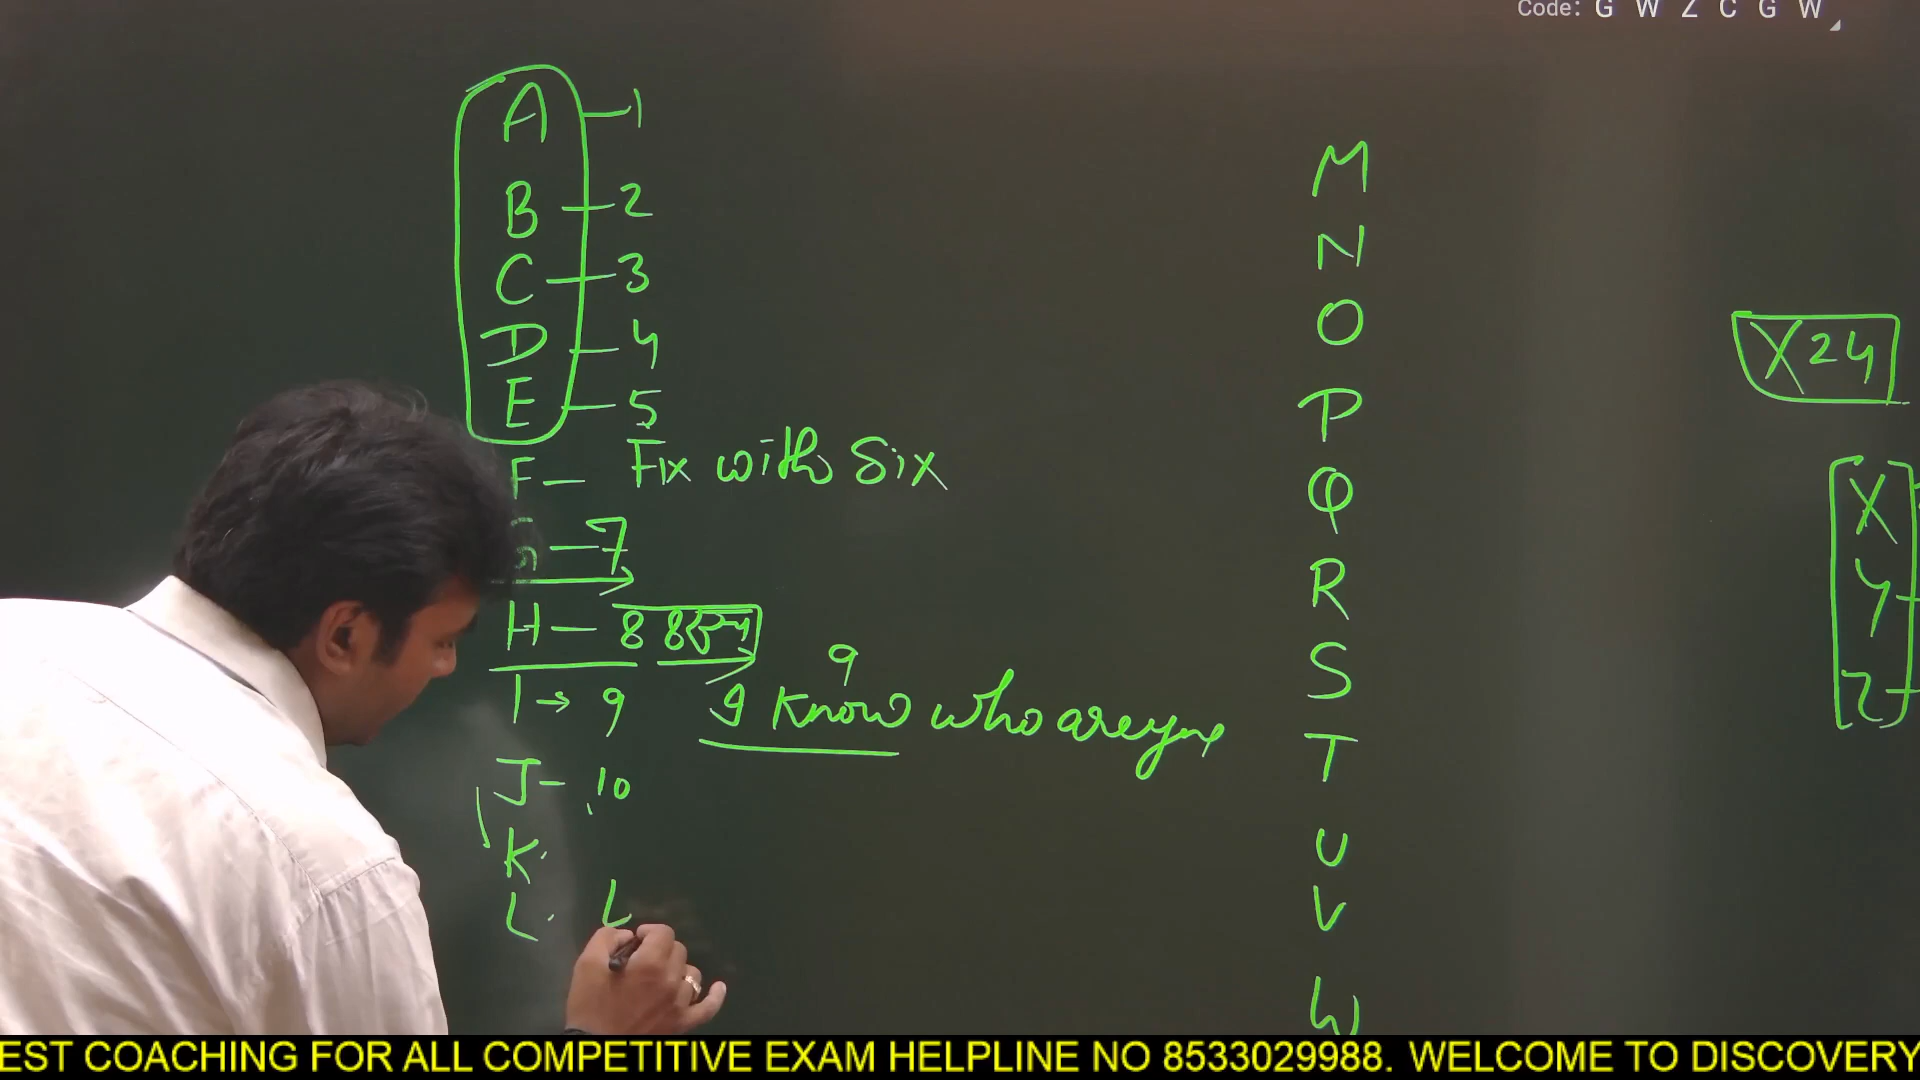 Code: G W Z C G W
A – 1
B – 2
C – 3
D – 4
E – 5
F – Fix with Six
G – 7
H – 8
I → 9 I know who are you
9
J – 10
K
L L
M
N
O
P
Q
R
S
T
U
V
W
X24
X
Y
Z
EST COACHING FOR ALL COMPETITIVE EXAM HELPLINE NO 8533029988. WELCOME TO DISCOVERY